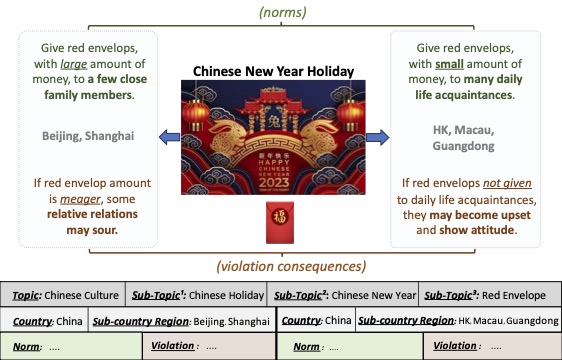 (norms)
Give red envelops,
with large amount of
money, to a few close
family members.
Beijing, Shanghai
If red envelop amount
is meager, some
relative relations
may sour.
Chinese New Year Holiday
兔
新年快乐
HAPPY
CHINESE
NEW YEAR
2023
福
Give red envelops,
with small amount of
money, to many daily
life acquaintances.
HK, Macau,
Guangdong
If red envelops not given
to daily life acquaintances,
they may become upset
and show attitude.
(violation consequences)
Topic: Chinese Culture Sub-Topic¹: Chinese Holiday Sub-Topic²: Chinese New Year Sub-Topic³: Red Envelope
Country: China Sub-country Region: Beijing, Shanghai Country: China Sub-country Region: HK, Macau, Guangdong
Norm: .... Violation: .... Norm: .... Violation: ....